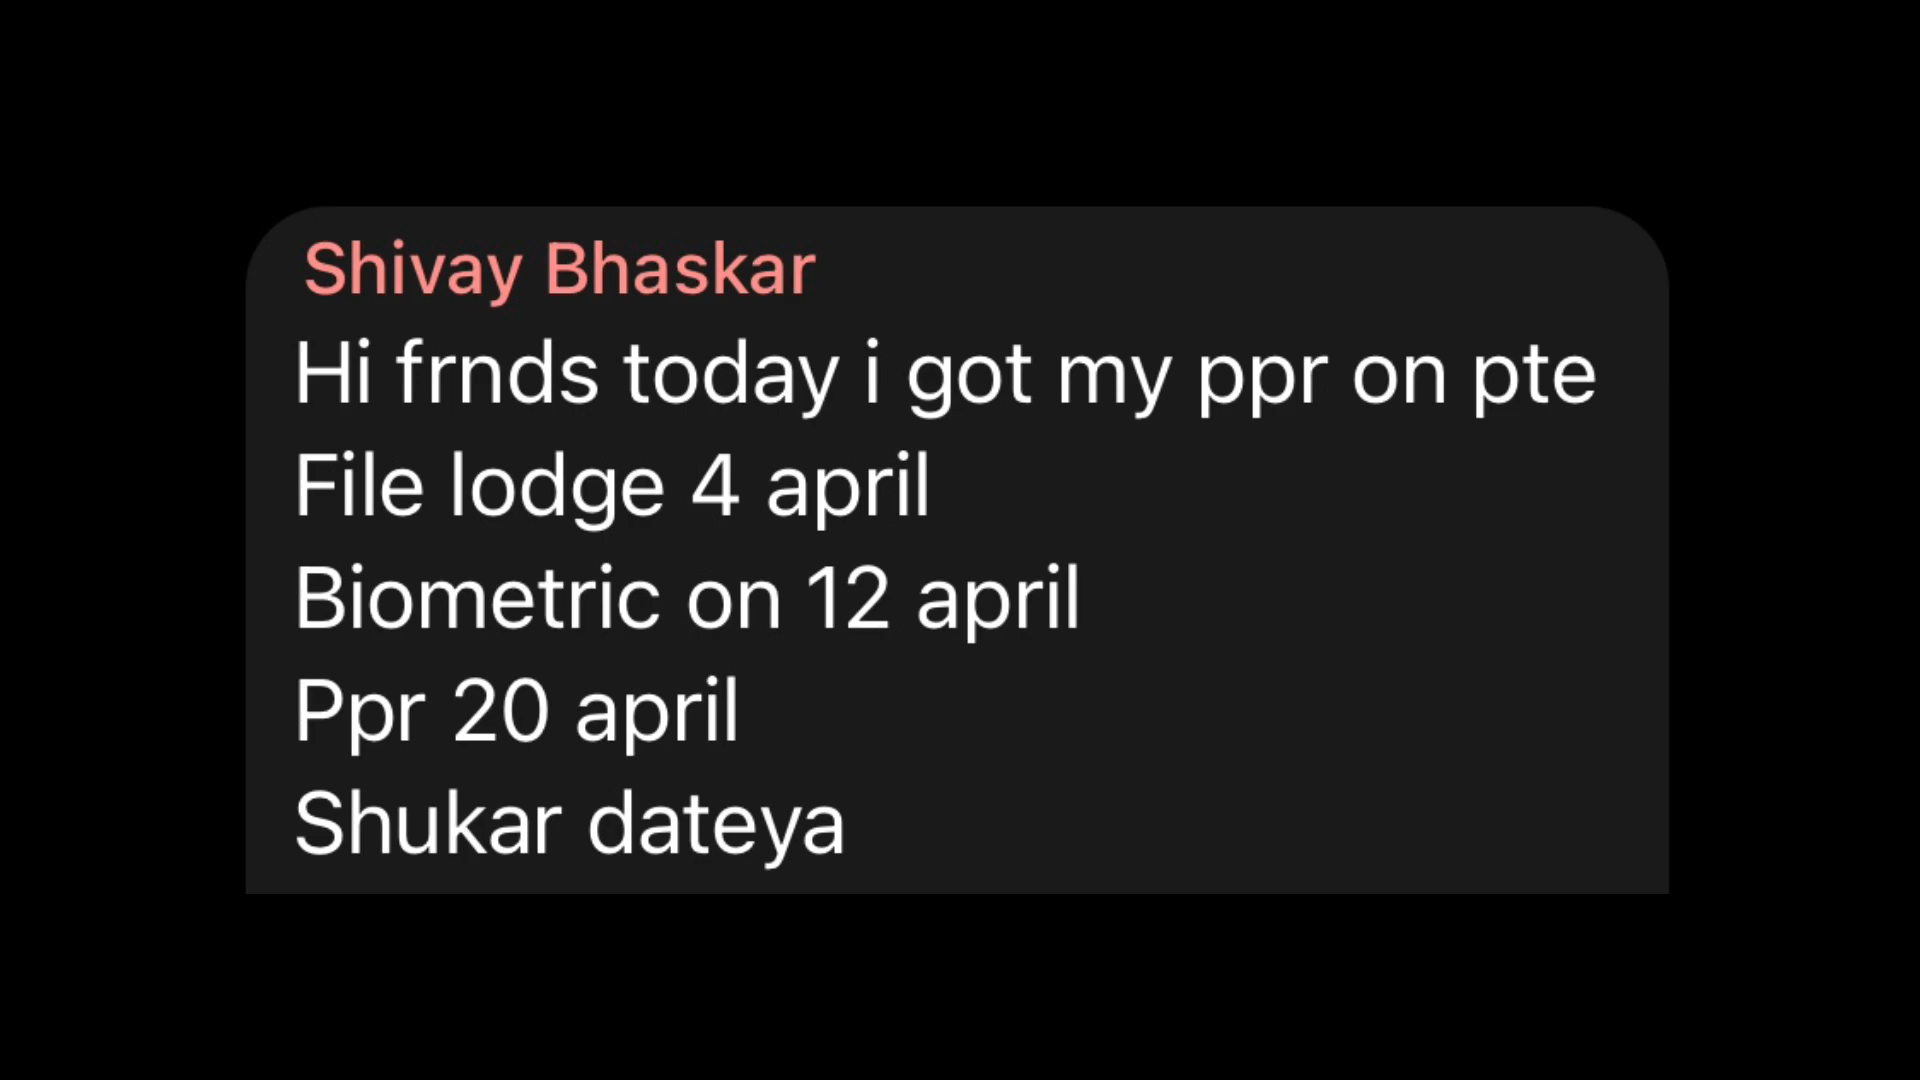 Shivay Bhaskar
Hi frnds today i got my ppr on pte
File lodge 4 april
Biometric on 12 april
Ppr 20 april
Shukar dateya